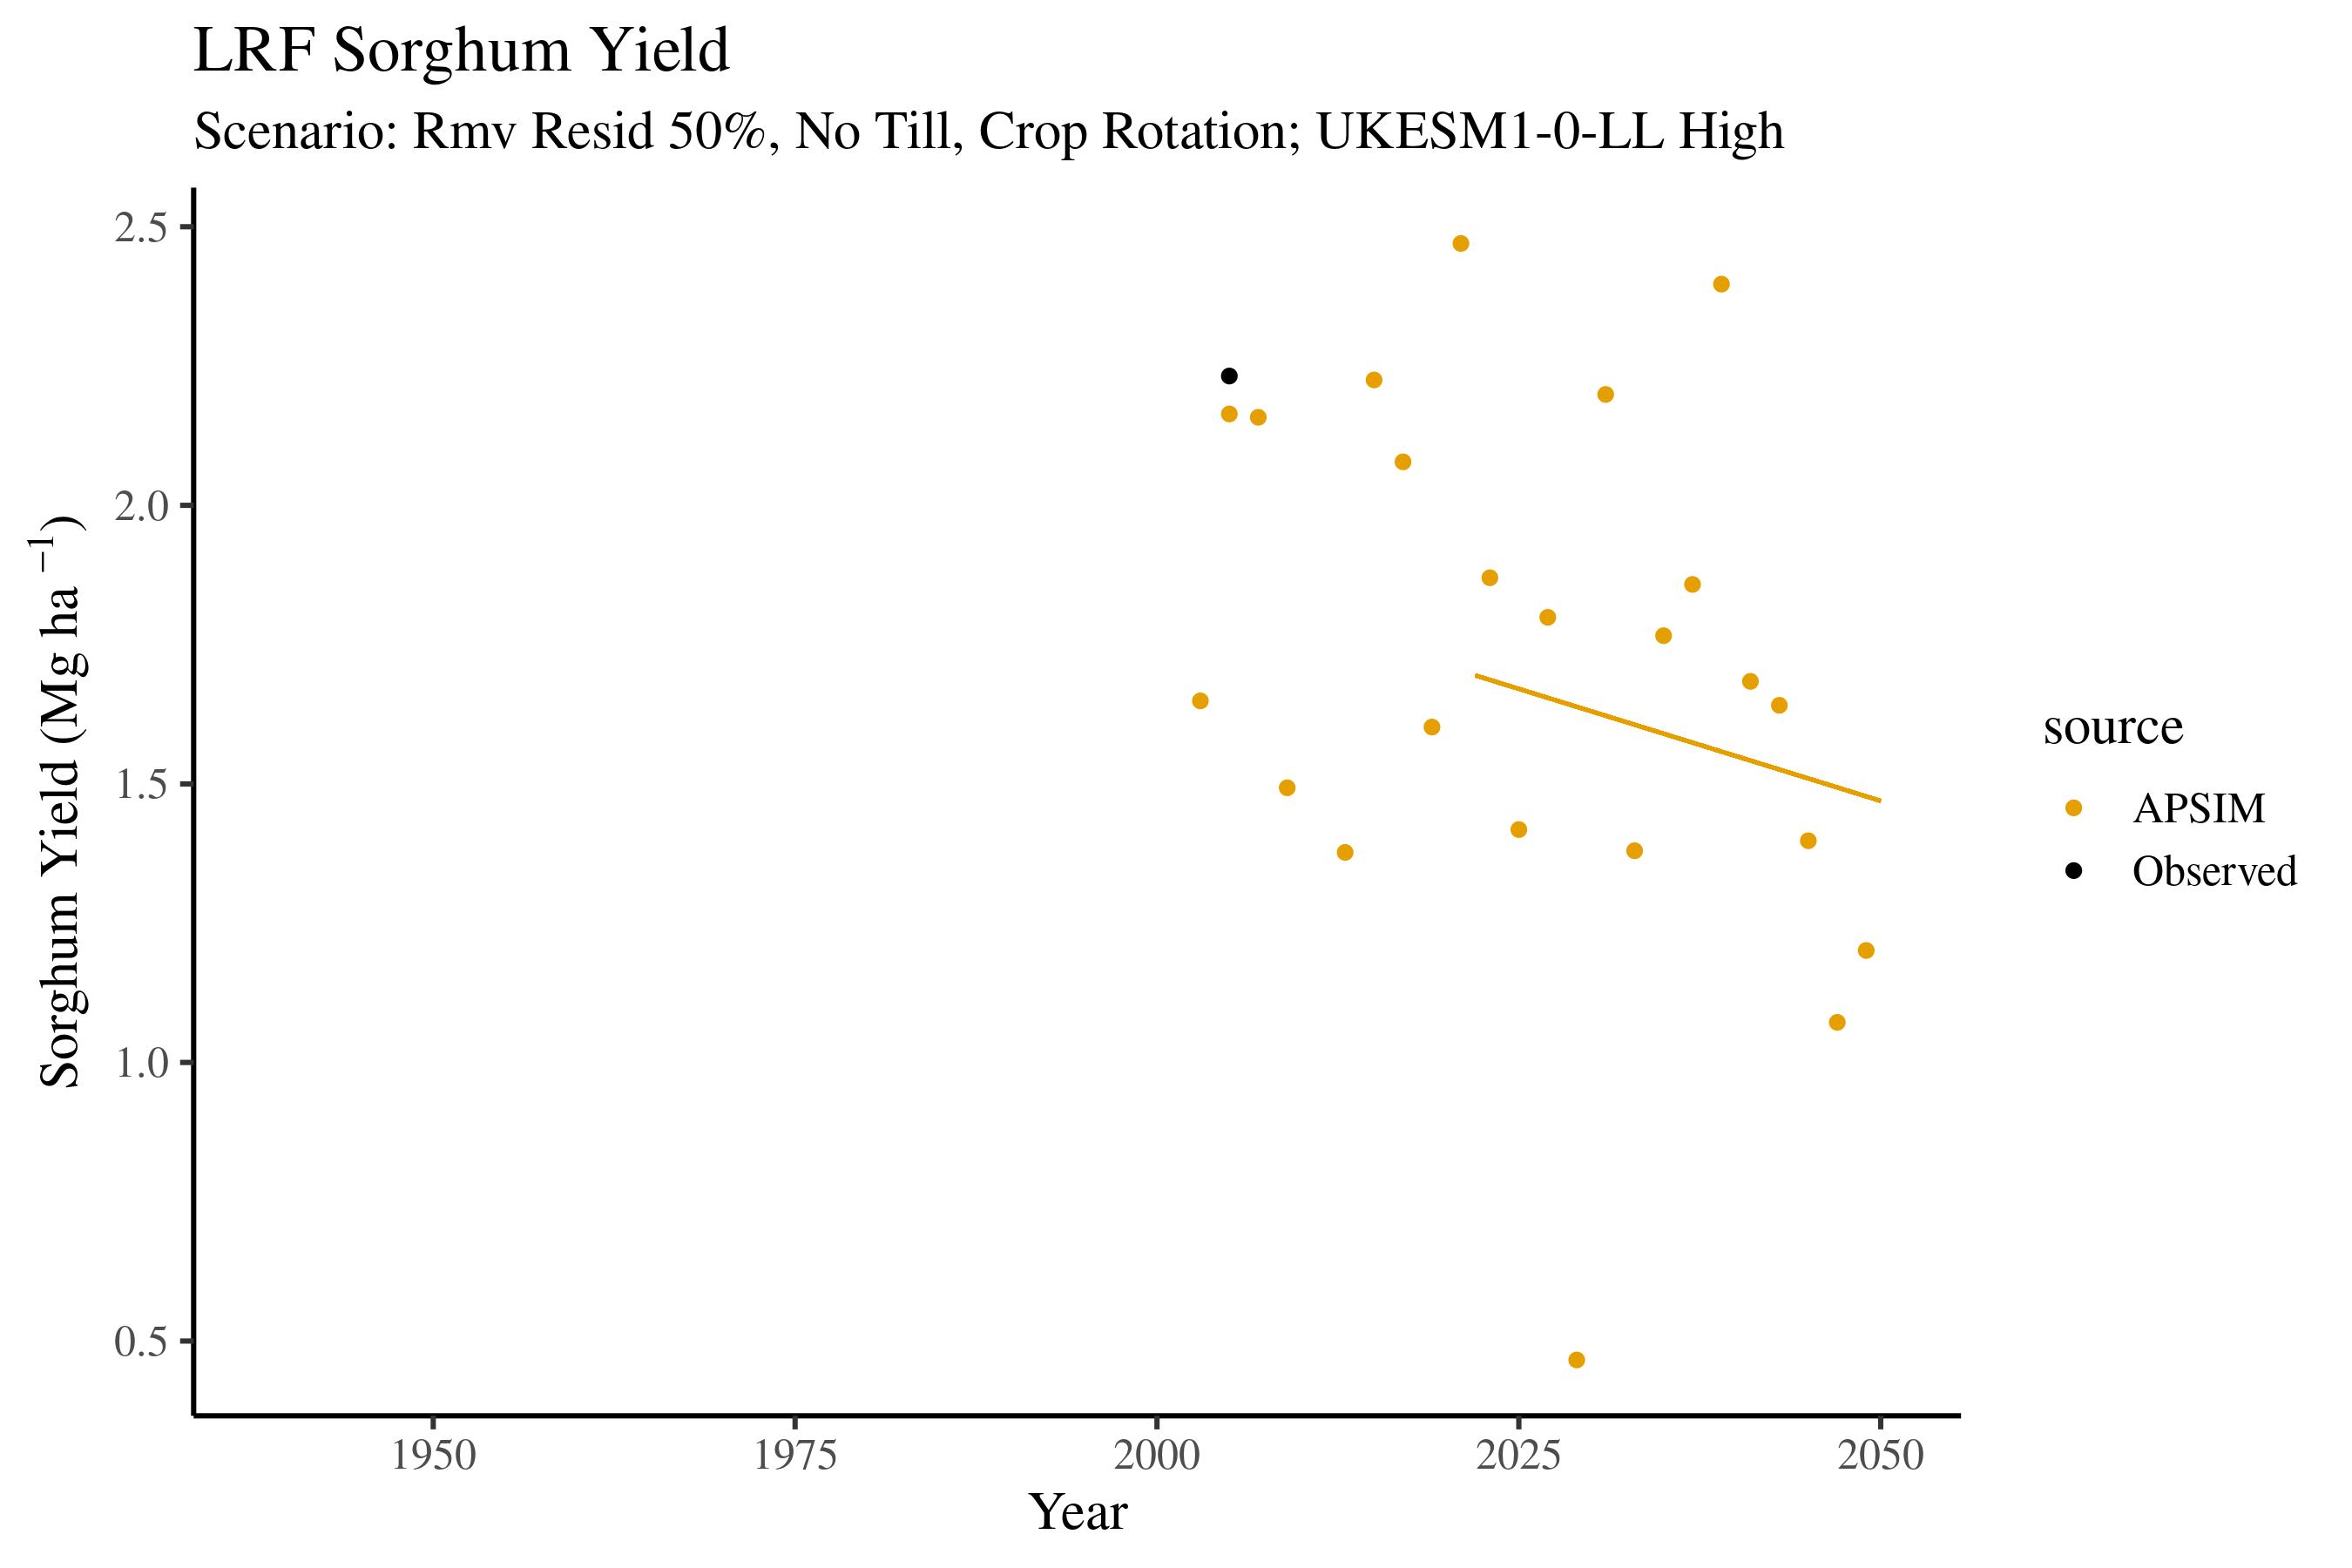 LRF Sorghum Yield
Scenario: Rmv Resid 50%, No Till, Crop Rotation; UKESM1-0-LL High
Sorghum Yield (Mg ha −1)
2.5
2.0
1.5
1.0
0.5
1950 1975 2000 2025 2050
Year
source
APSIM
Observed